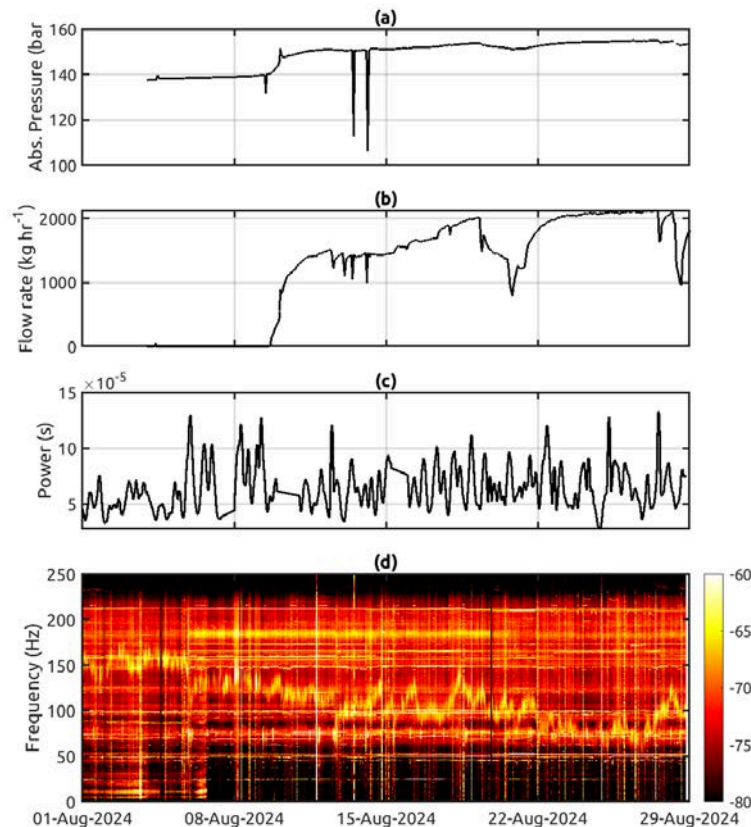 (a)
160
140
120
100
Abs. Pressure (bar
(b)
2000
1000
0
Flow rate (kg hr⁻¹)
(c)
× 10⁻⁵
15
10
5
Power (s)
(d)
250
200
150
100
50
0
Frequency (Hz)
-60
-65
-70
-75
-80
01-Aug-2024 08-Aug-2024 15-Aug-2024 22-Aug-2024 29-Aug-2024